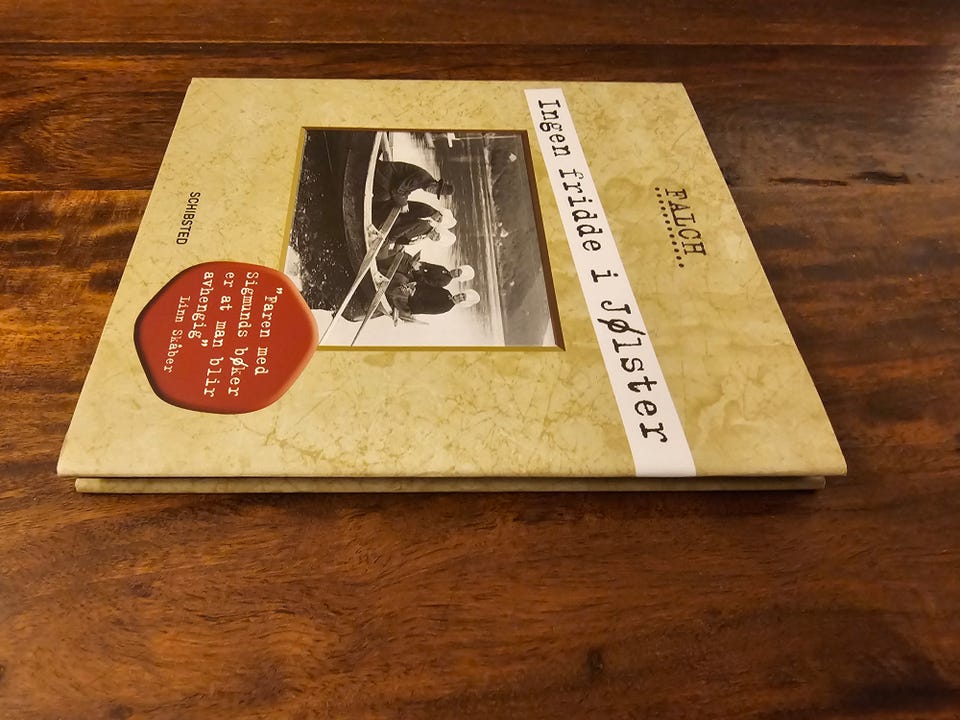 FALCH
Ingen fridde i Jølster
"Faren med
Sigmunds bøker
er at man blir
avhengig"
Linn Skåber
SCHIBSTED